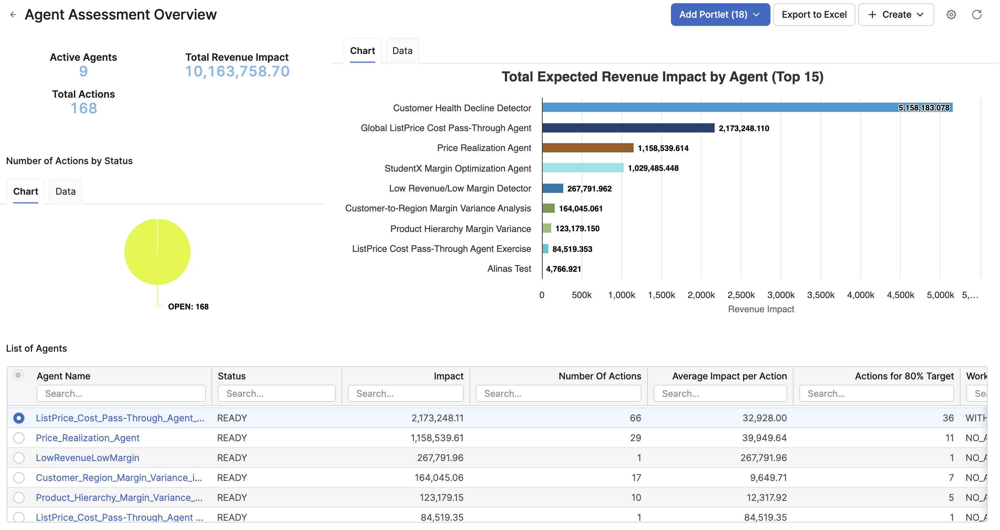 Agent Assessment Overview
Add Portlet (18)
Export to Excel
Create
Active Agents
9
Total Revenue Impact
10,163,758.70
Total Actions
168
Number of Actions by Status
Chart
Data
OPEN: 168
Chart
Data
Total Expected Revenue Impact by Agent (Top 15)
Customer Health Decline Detector 5,158,183.078
Global ListPrice Cost Pass-Through Agent 2,173,248.110
Price Realization Agent 1,158,539.614
StudentX Margin Optimization Agent 1,029,485.448
Low Revenue/Low Margin Detector 267,791.962
Customer-to-Region Margin Variance Analysis 164,045.061
Product Hierarchy Margin Variance 123,179.150
ListPrice Cost Pass-Through Agent Exercise 84,519.353
Alinas Test 4,766.921
0 500k 1,000k 1,500k 2,000k 2,500k 3,000k 3,500k 4,000k 4,500k 5,000k 5,...
Revenue Impact
List of Agents
Agent Name Status Impact Number Of Actions Average Impact per Action Actions for 80% Target Work
Search... Search... Search... Search... Search... Search... Sea
ListPrice_Cost_Pass-Through_Agent_... READY 2,173,248.11 66 32,928.00 36 WITH
Price_Realization_Agent READY 1,158,539.61 29 39,949.64 11 NO_A
LowRevenueLowMargin READY 267,791.96 1 267,791.96 1 NO_A
Customer_Region_Margin_Variance_i... READY 164,045.06 17 9,649.71 7 NO_A
Product_Hierarchy_Margin_Variance_... READY 123,179.15 10 12,317.92 5 NO_A
ListPrice_Cost_Pass-Through_Agent ... READY 84,519.35 1 84,519.35 1 NO_A